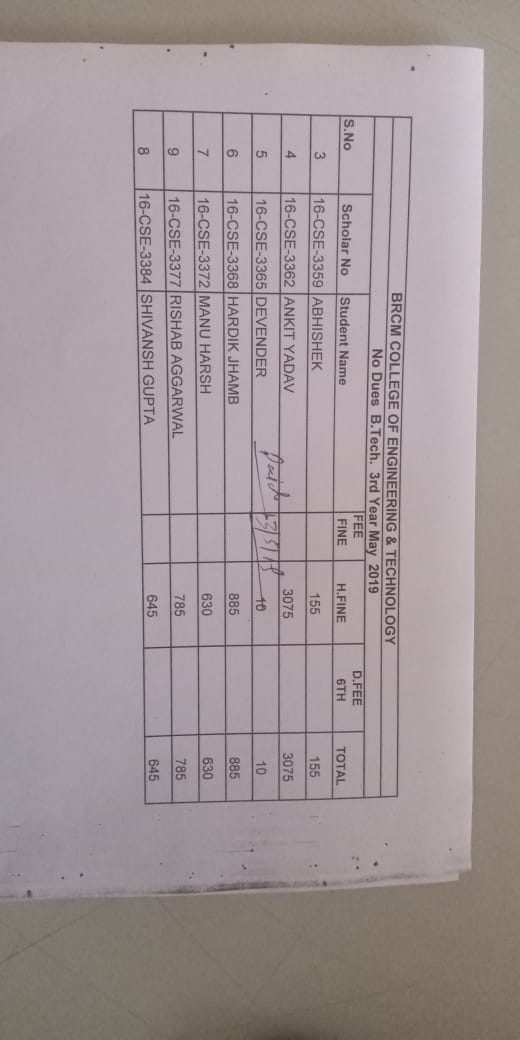 BRCM COLLEGE OF ENGINEERING & TECHNOLOGY
No Dues B.Tech. 3rd Year May 2019
S.No Scholar No Student Name FEE FINE H.FINE D.FEE 6TH TOTAL
3 16-CSE-3359 ABHISHEK 155 155
4 16-CSE-3362 ANKIT YADAV 3075 3075
5 16-CSE-3365 DEVENDER Paid 10 10
6 16-CSE-3368 HARDIK JHAMB 885 885
7 16-CSE-3372 MANU HARSH 630 630
9 16-CSE-3377 RISHAB AGGARWAL 785 785
8 16-CSE-3384 SHIVANSH GUPTA 645 645